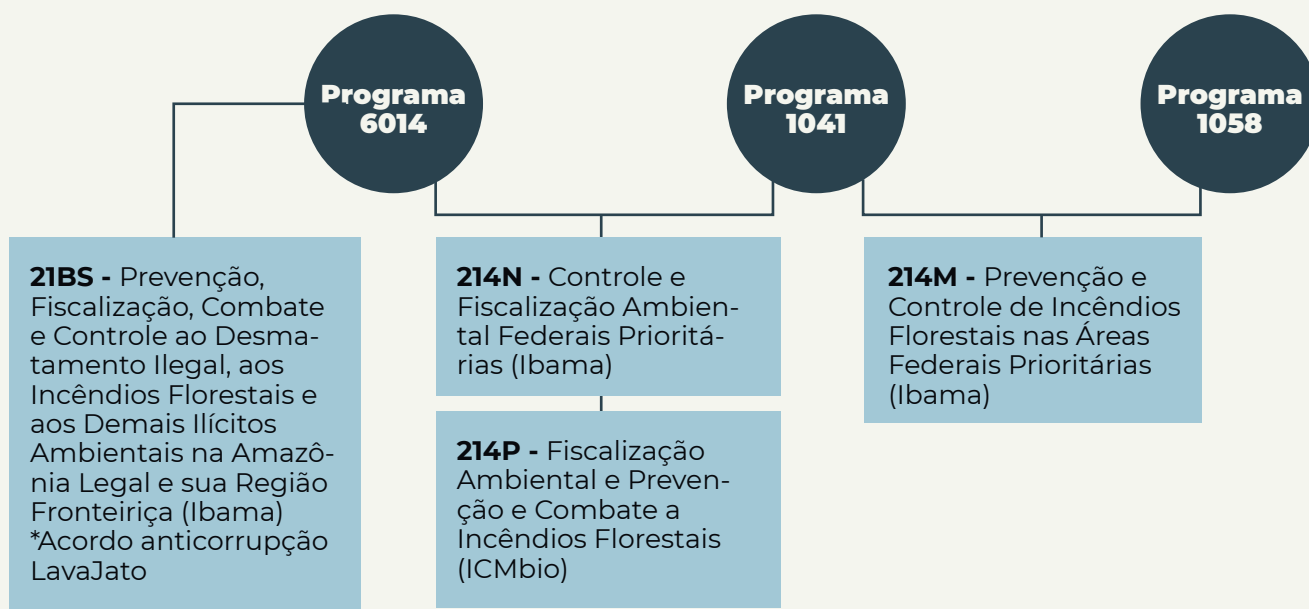 Programa
6014
Programa
1041
Programa
1058
21BS - Prevenção,
Fiscalização, Combate
e Controle ao Desma-
tamento Ilegal, aos
Incêndios Florestais e
aos Demais Ilícitos
Ambientais na Amazô-
nia Legal e sua Região
Fronteiriça (Ibama)
*Acordo anticorrupção
LavaJato
214N - Controle e
Fiscalização Ambien-
tal Federais Prioritá-
rias (Ibama)
214P - Fiscalização
Ambiental e Preven-
ção e Combate a
Incêndios Florestais
(ICMbio)
214M - Prevenção e
Controle de Incêndios
Florestais nas Áreas
Federais Prioritárias
(Ibama)